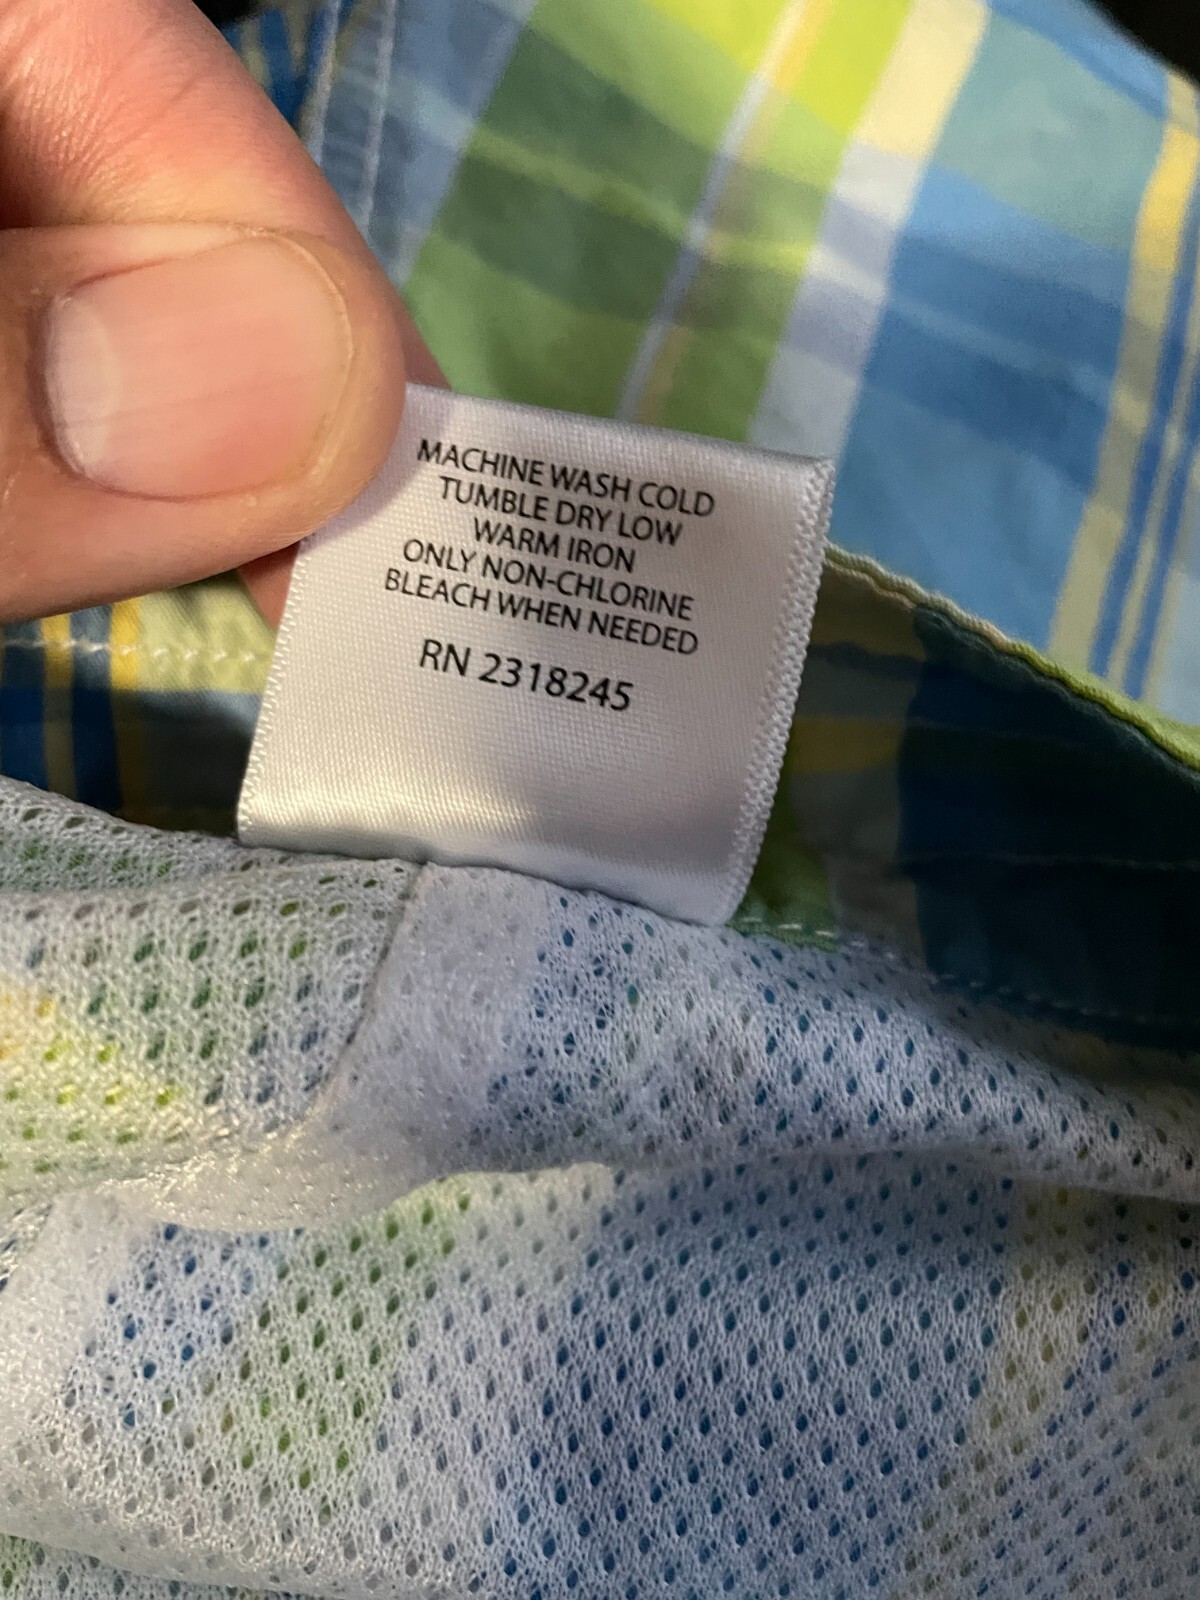 MACHINE WASH COLD
TUMBLE DRY LOW
WARM IRON
ONLY NON-CHLORINE
BLEACH WHEN NEEDED
RN 2318245